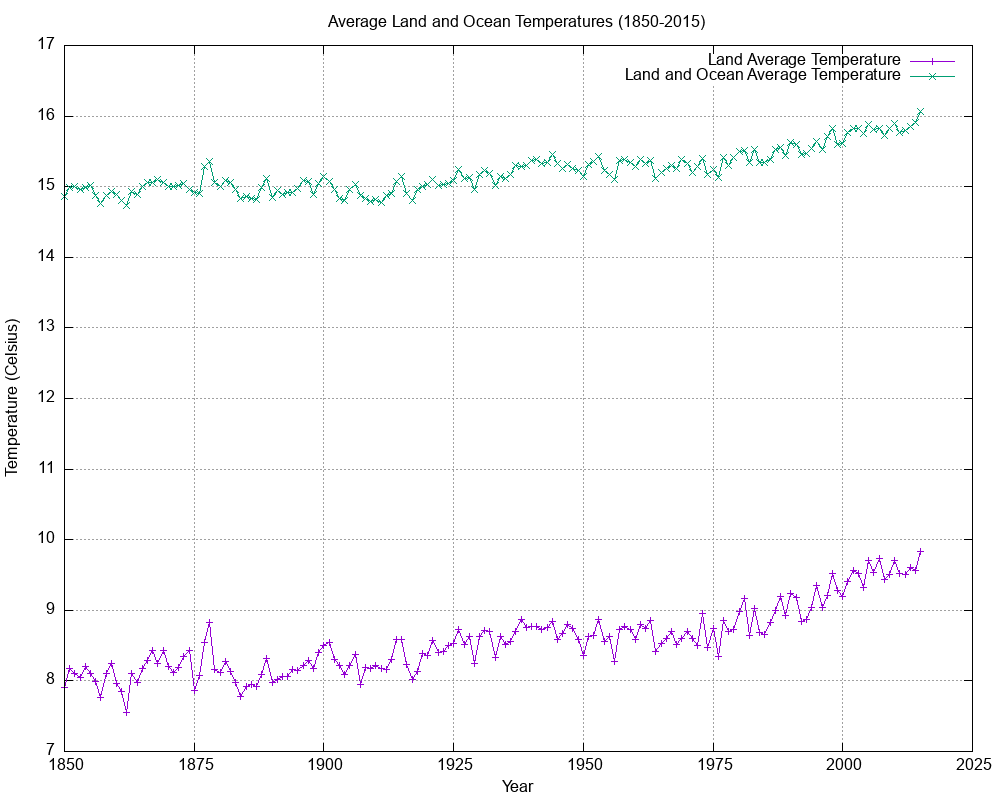 Average Land and Ocean Temperatures (1850-2015)
Land Average Temperature
Land and Ocean Average Temperature
17
16
15
14
13
12
11
10
9
8
7
Temperature (Celsius)
1850 1875 1900 1925 1950 1975 2000 2025
Year